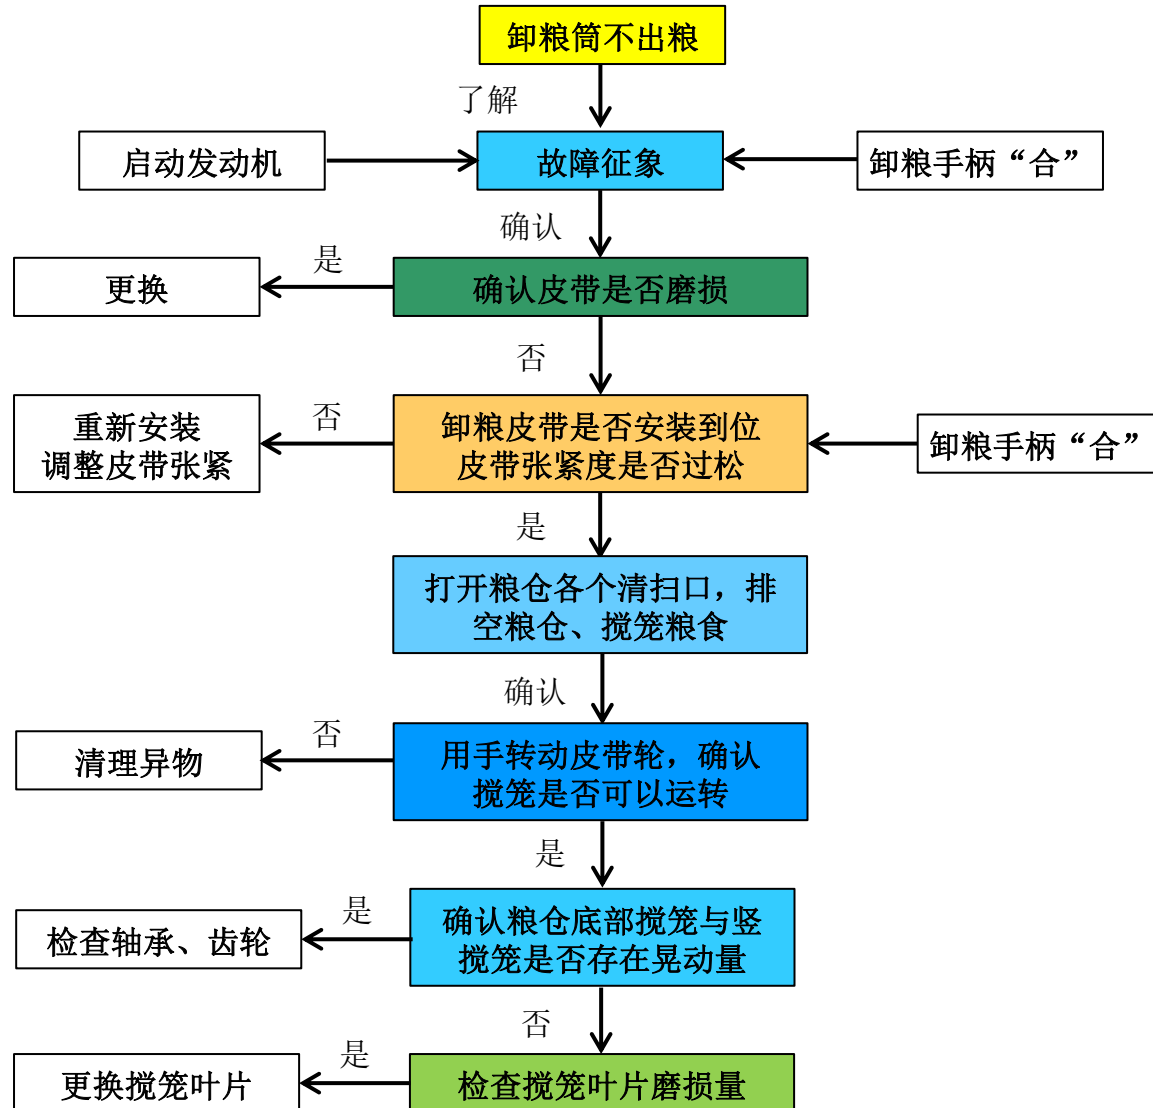 卸粮筒不出粮
了解
启动发动机
故障征象
卸粮手柄“合”
确认
是
更换
确认皮带是否磨损
否
重新安装
调整皮带张紧
否
卸粮皮带是否安装到位
皮带张紧度是否过松
卸粮手柄“合”
是
打开粮仓各个清扫口，排
空粮仓、搅笼粮食
确认
否
清理异物
用手转动皮带轮，确认
搅笼是否可以运转
是
是
检查轴承、齿轮
确认粮仓底部搅笼与竖
搅笼是否存在晃动量
否
是
更换搅笼叶片
检查搅笼叶片磨损量